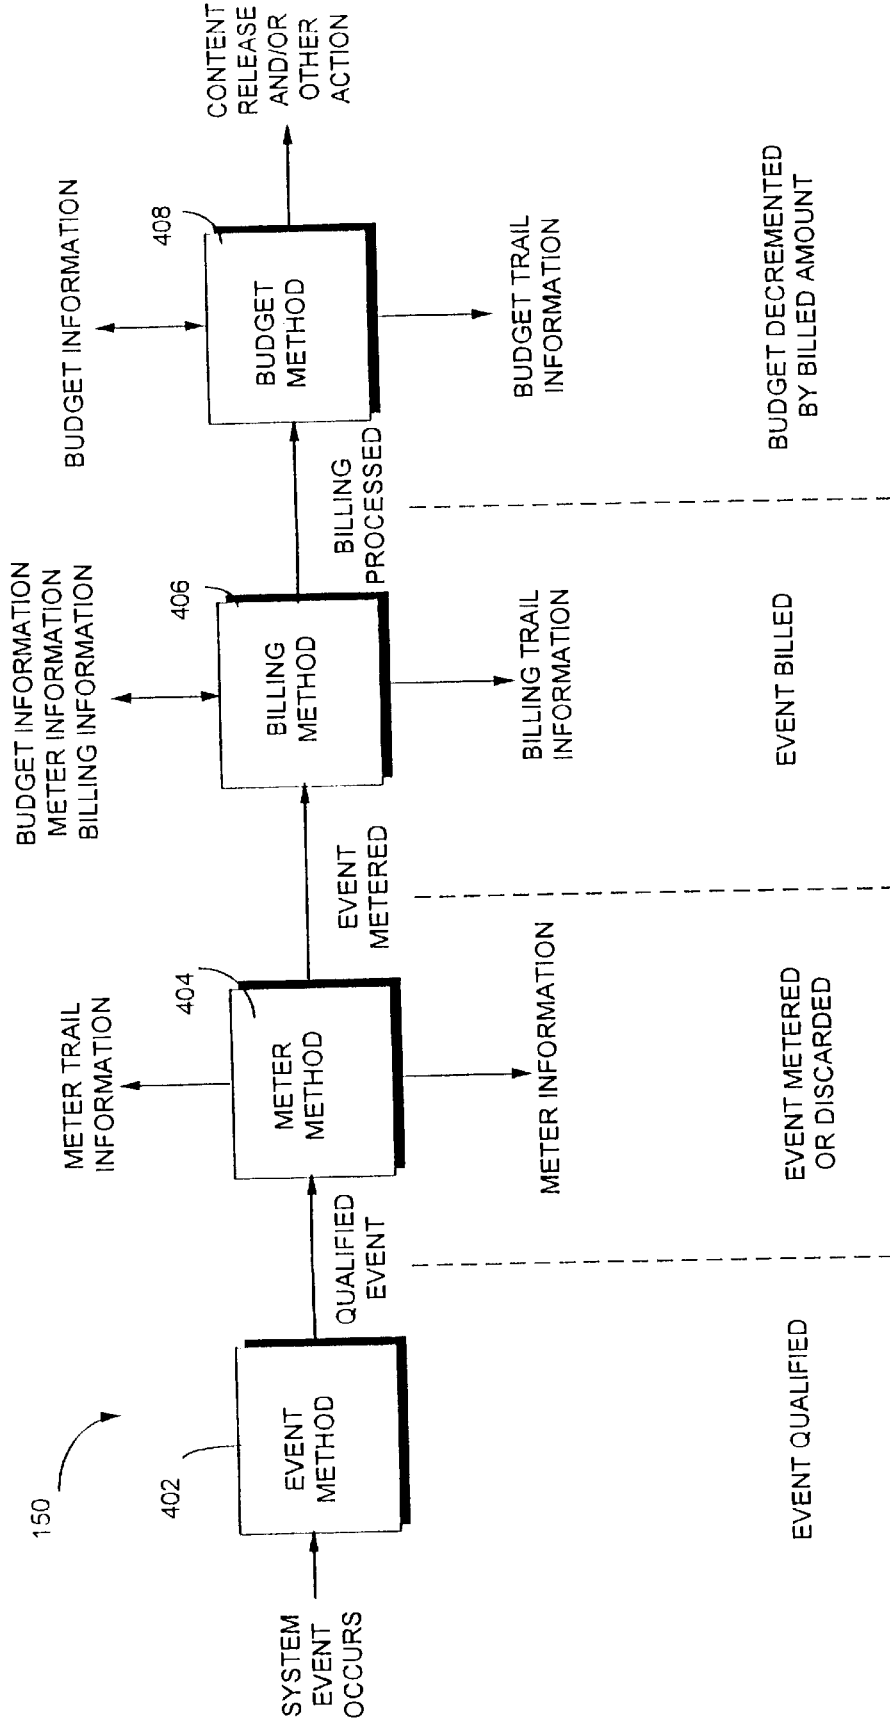 150
SYSTEM
EVENT
OCCURS
402
EVENT
METHOD
QUALIFIED
EVENT
EVENT QUALIFIED
METER TRAIL
INFORMATION
404
METER
METHOD
METER INFORMATION
EVENT METERED
OR DISCARDED
EVENT
METERED
BUDGET INFORMATION
METER INFORMATION
BILLING INFORMATION
406
BILLING
METHOD
BILLING TRAIL
INFORMATION
EVENT BILLED
BILLING
PROCESSED
BUDGET INFORMATION
408
BUDGET
METHOD
BUDGET TRAIL
INFORMATION
BUDGET DECREMENTED
BY BILLED AMOUNT
CONTENT
RELEASE
AND/OR
OTHER
ACTION